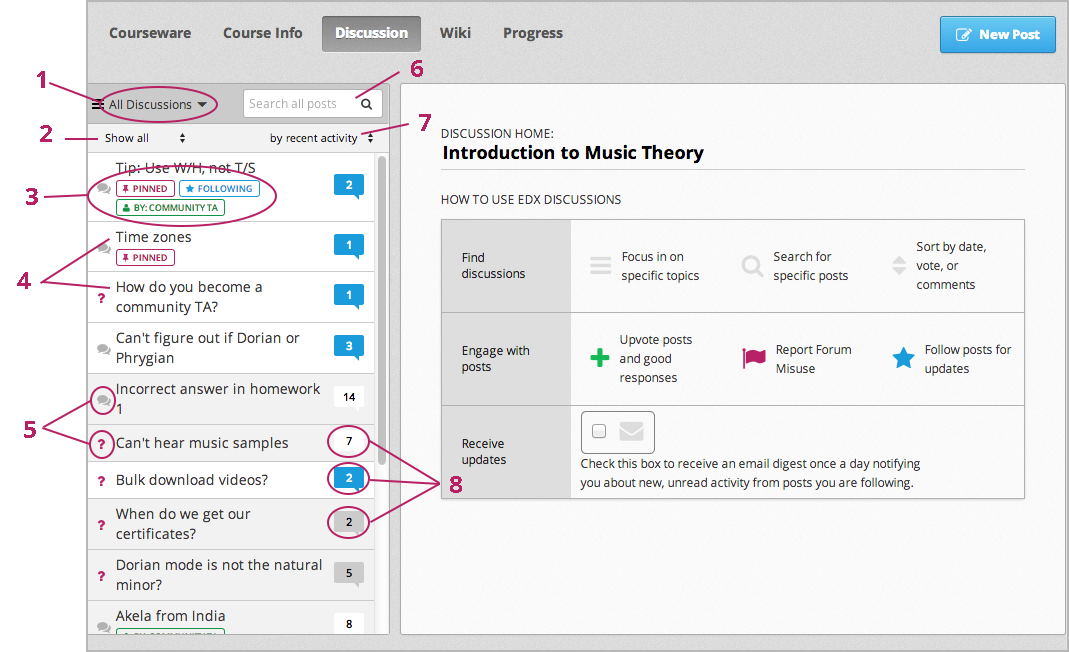 Courseware Course Info Discussion Wiki Progress New Post
1
All Discussions
Search all posts
6
2
Show all
by recent activity
7
3
Tip: Use W/H, not T/S
PINNED FOLLOWING
BY: COMMUNITY TA
2
4
Time zones
PINNED
1
? How do you become a
community TA?
1
Can't figure out if Dorian or
Phrygian
3
5
Incorrect answer in homework
1
14
? Can't hear music samples
7
? Bulk download videos?
2
8
? When do we get our
certificates?
2
? Dorian mode is not the natural
minor?
5
Akela from India
8
DISCUSSION HOME:
Introduction to Music Theory
HOW TO USE EDX DISCUSSIONS
Find
discussions
Focus in on
specific topics
Search for
specific posts
Sort by date,
vote, or
comments
Engage with
posts
Upvote posts
and good
responses
Report Forum
Misuse
Follow posts for
updates
Receive
updates
Check this box to receive an email digest once a day notifying
you about new, unread activity from posts you are following.